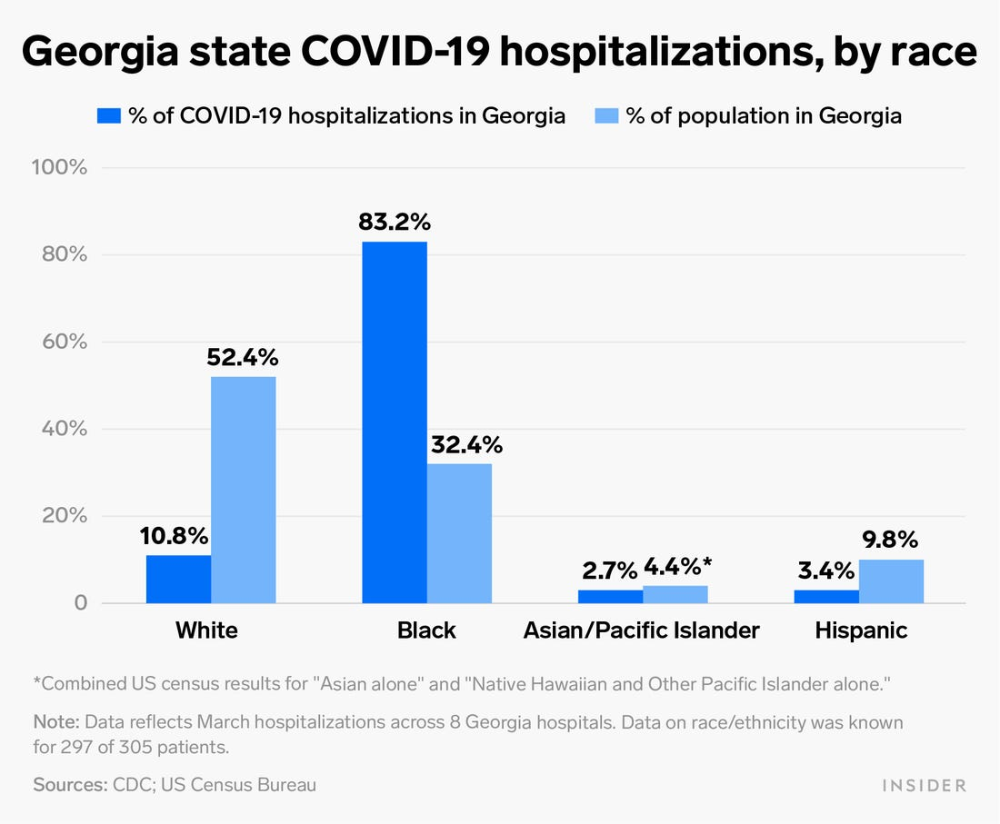 Georgia state COVID-19 hospitalizations, by race
% of COVID-19 hospitalizations in Georgia % of population in Georgia
100%
80%
60%
40%
20%
0
10.8%
52.4%
83.2%
32.4%
2.7%
4.4%*
3.4%
9.8%
White
Black
Asian/Pacific Islander
Hispanic
*Combined US census results for "Asian alone" and "Native Hawaiian and Other Pacific Islander alone."
Note: Data reflects March hospitalizations across 8 Georgia hospitals. Data on race/ethnicity was known
for 297 of 305 patients.
Sources: CDC; US Census Bureau
INSIDER